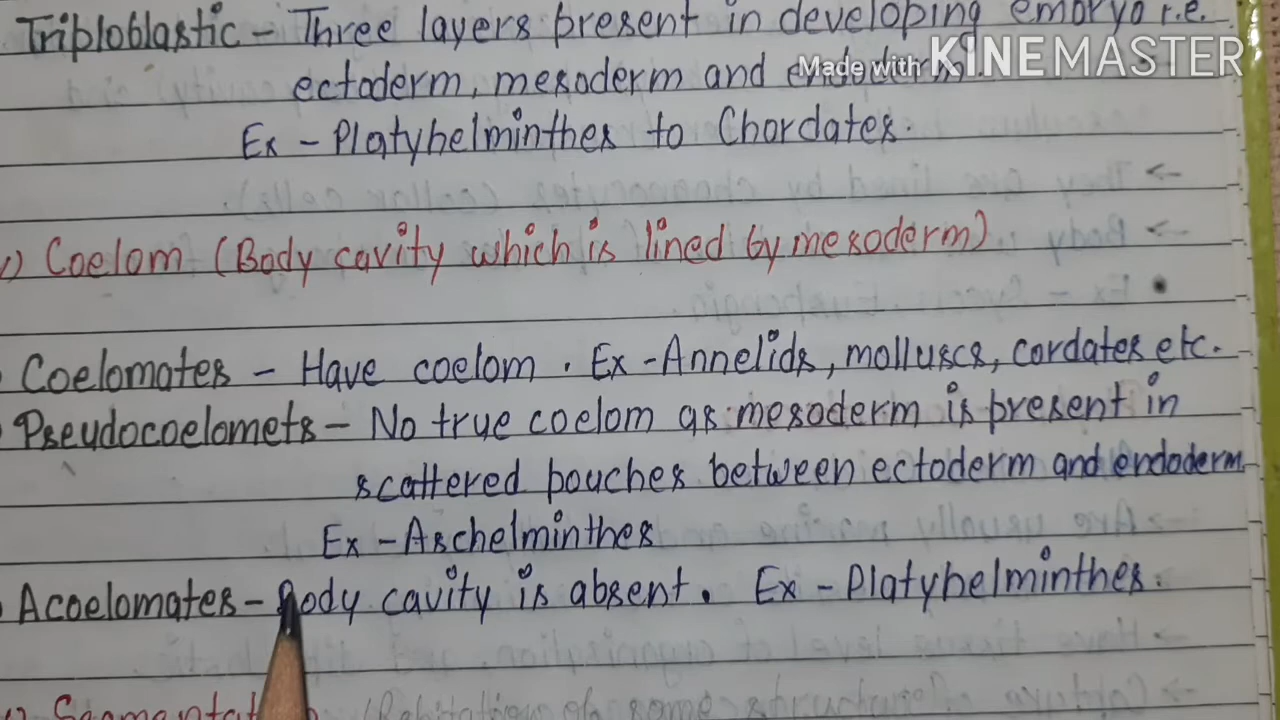 Triploblastic - Three layers present in developing embryo i.e.
Made with KINEMASTER
ectoderm, mesoderm and endoderm.
Ex - Platyhelminthes to Chordates.
Coelom (Body cavity which is lined by mesoderm)
Coelomates - Have coelom. Ex - Annelids, molluscs, cordates etc.
Pseudocoelomets - No true coelom as mesoderm is present in
scattered pouches between ectoderm and endoderm
Ex - Aschelminthes
Acoelomates - Body cavity is absent. Ex - Platyhelminthes.